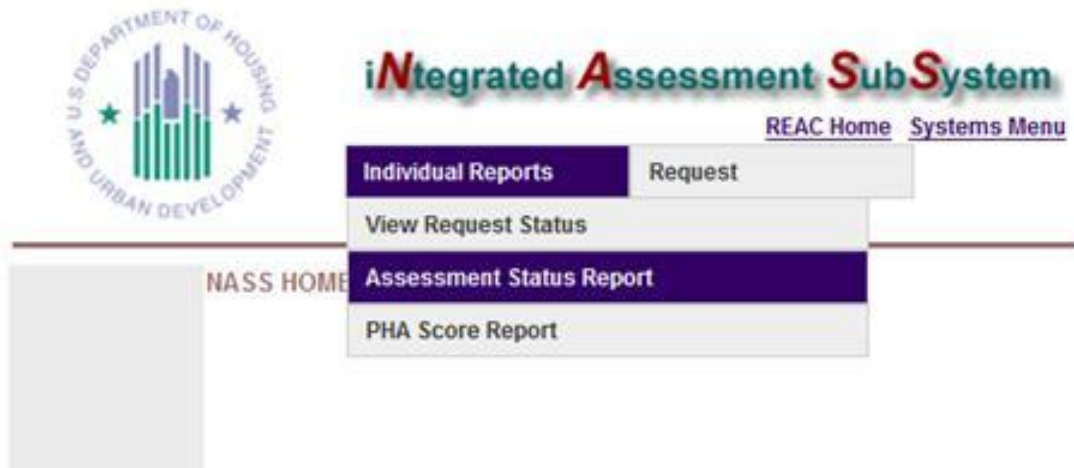 U.S. DEPARTMENT OF HOUSING
AND URBAN DEVELOPMENT
iNtegrated Assessment SubSystem
REAC Home Systems Menu
Individual Reports Request
View Request Status
NASS HOME
Assessment Status Report
PHA Score Report